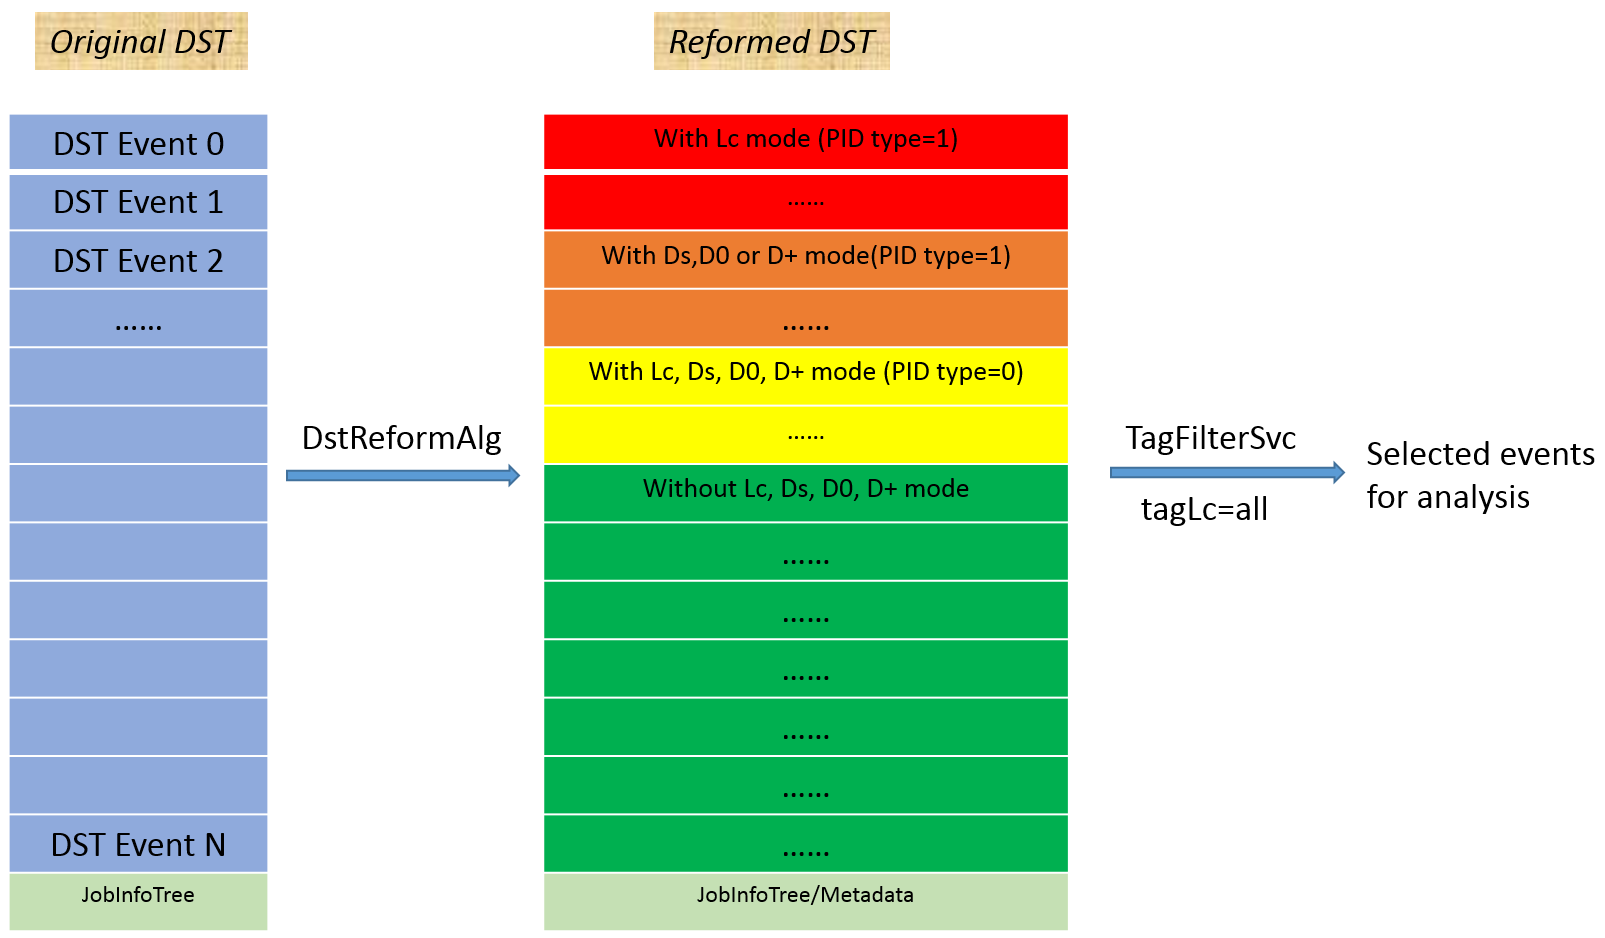 Original DST
Reformed DST
DST Event 0
DST Event 1
DST Event 2
......
DST Event N
JobInfoTree
DstReformAlg
With Lc mode (PID type=1)
......
With Ds,D0 or D+ mode(PID type=1)
......
With Lc, Ds, D0, D+ mode (PID type=0)
......
Without Lc, Ds, D0, D+ mode
......
......
......
......
......
......
JobInfoTree/Metadata
TagFilterSvc
tagLc=all
Selected events
for analysis